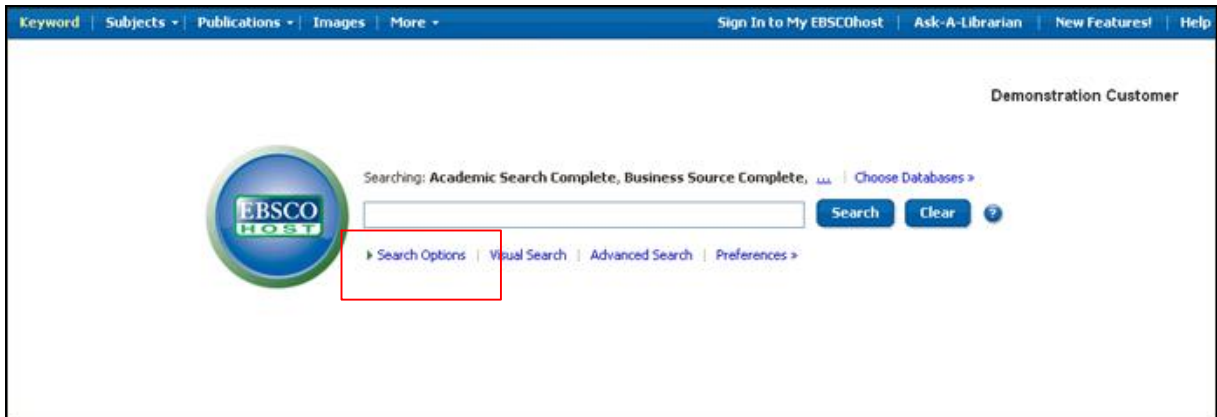 Keyword | Subjects | Publications | Images | More Sign In to My EBSCOhost | Ask-A-Librarian | New Features! | Help
Demonstration Customer
Searching: Academic Search Complete, Business Source Complete, ... | Choose Databases »
EBSCO
HOST
Search Clear ?
Search Options | Visual Search | Advanced Search | Preferences »